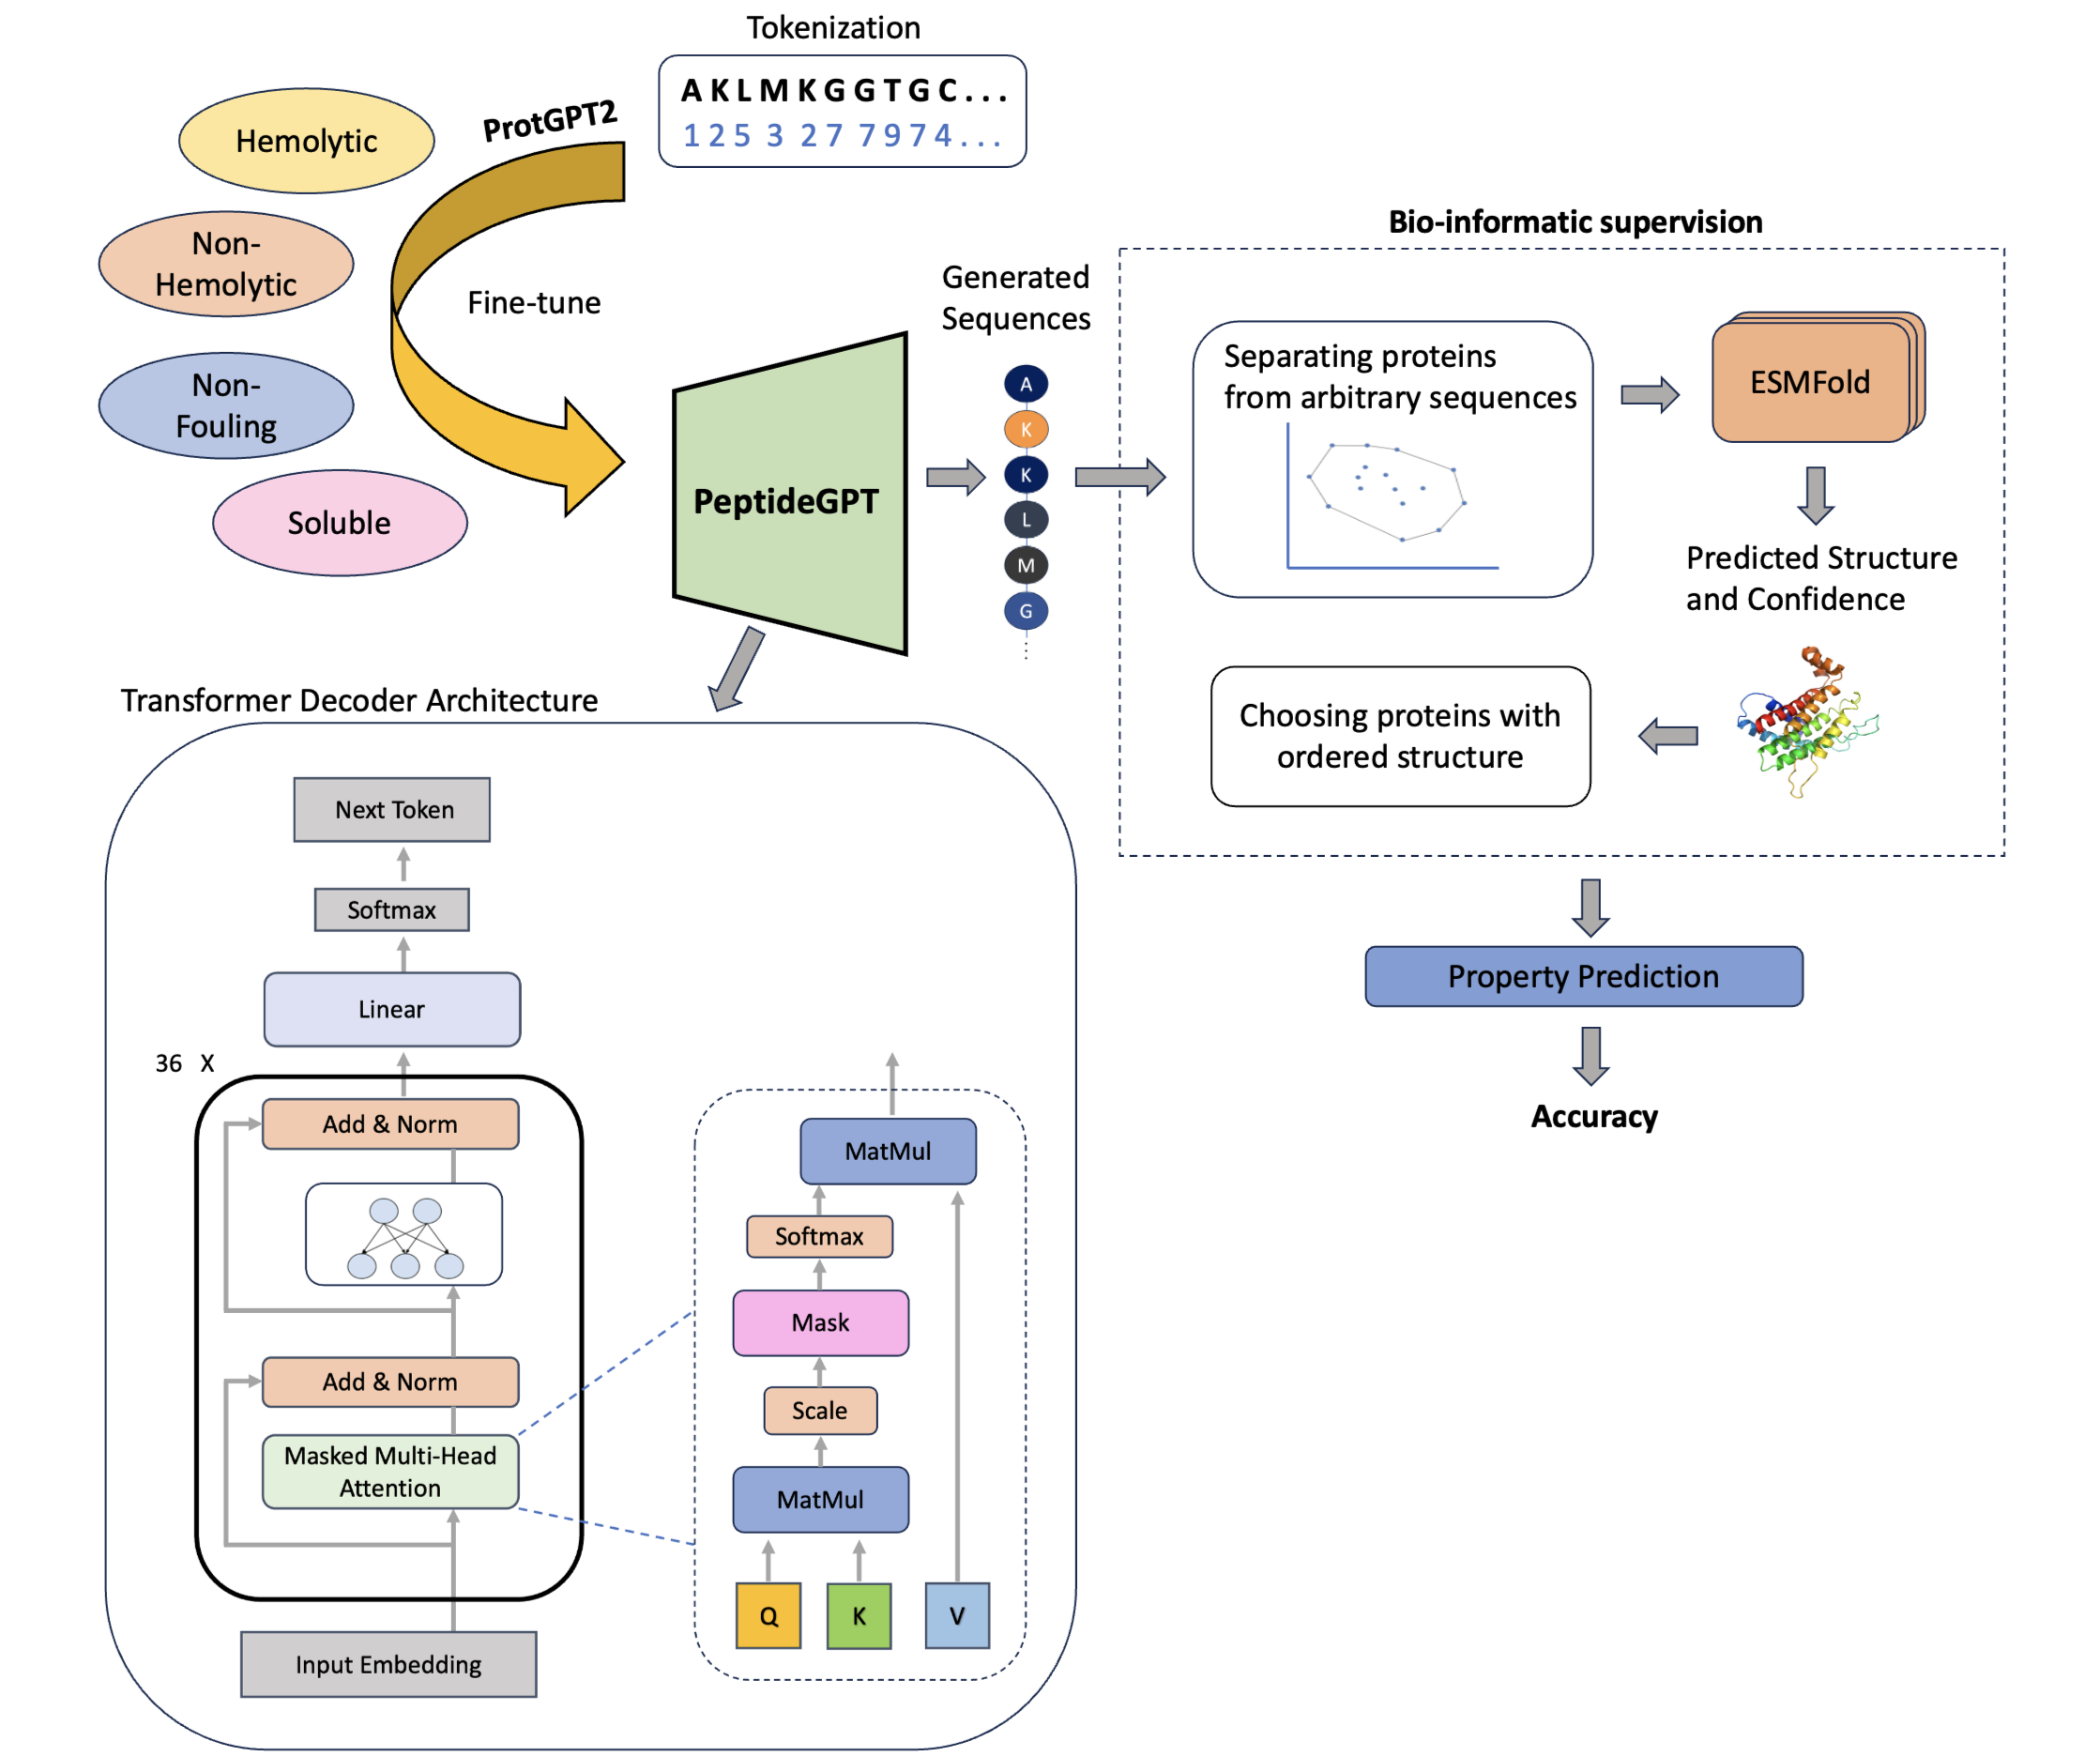 Tokenization
A K L M K G G T G C . . .
1 2 5 3 2 7 7 9 7 4 . . .
ProtGPT2
Hemolytic
Non-
Hemolytic
Non-
Fouling
Soluble
Fine-tune
PeptideGPT
Generated
Sequences
A
K
K
L
M
G
Bio-informatic supervision
Separating proteins
from arbitrary sequences
ESMFold
Predicted Structure
and Confidence
Choosing proteins with
ordered structure
Property Prediction
Accuracy
Transformer Decoder Architecture
Next Token
Softmax
Linear
36 X
Add & Norm
Add & Norm
Masked Multi-Head
Attention
Input Embedding
MatMul
Softmax
Mask
Scale
MatMul
Q
K
V